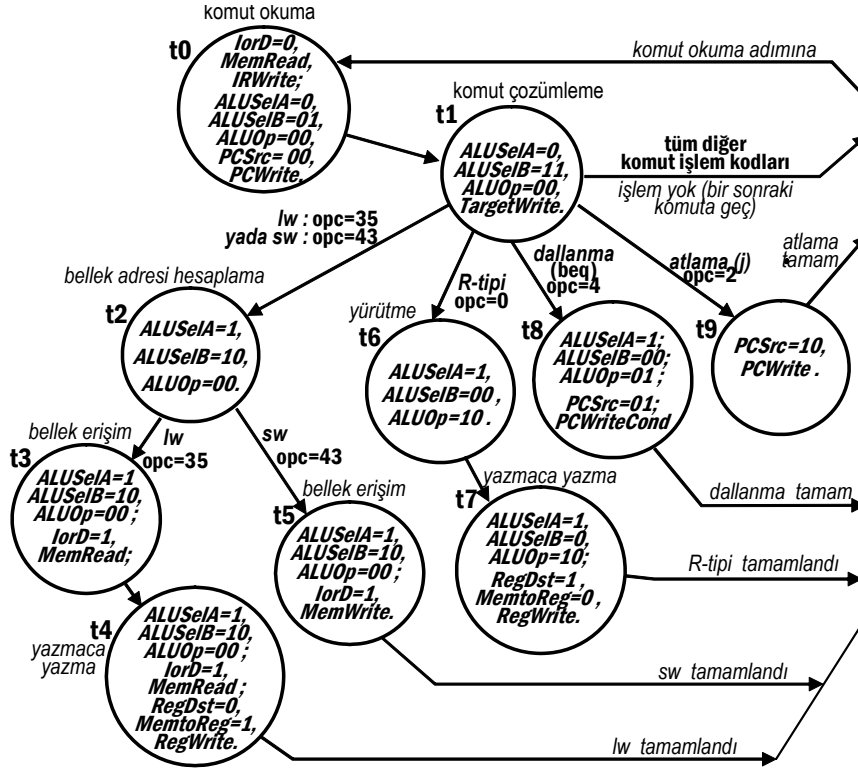 komut okuma
t0
IorD=0,
MemRead,
IRWrite;
ALUSelA=0,
ALUSelB=01,
ALUOp=00,
PCSrc= 00,
PCWrite.
komut okuma adımına
komut çozümleme
t1
ALUSelA=0,
ALUSelB=11,
ALUOp=00,
TargetWrite.
tüm diğer
komut işlem kodları
işlem yok (bir sonraki
komuta geç)
lw : opc=35
yada sw : opc=43
R-tipi
opc=0
dallanma
(beq)
opc=4
atlama (j)
opc=2
atlama
tamam
bellek adresi hesaplama
t2
ALUSelA=1,
ALUSelB=10,
ALUOp=00.
yürütme
t6
ALUSelA=1,
ALUSelB=00 ,
ALUOp=10 .
t8
ALUSelA=1;
ALUSelB=00;
ALUOp=01 ;
PCSrc=01;
PCWriteCond
t9
PCSrc=10,
PCWrite .
lw
opc=35
sw
opc=43
bellek erişim
t3
ALUSelA=1
ALUSelB=10,
ALUOp=00 ;
IorD=1,
MemRead;
bellek erişim
t5
ALUSelA=1,
ALUSelB=10,
ALUOp=00 ;
IorD=1,
MemWrite.
yazmaca yazma
t7
ALUSelA=1,
ALUSelB=0,
ALUOp=10;
RegDst=1 ,
MemtoReg=0 ,
RegWrite.
dallanma tamam
R-tipi tamamlandı
t4
yazmaca
yazma
ALUSelA=1,
ALUSelB=10,
ALUOp=00 ;
IorD=1,
MemRead ;
RegDst=0,
MemtoReg=1,
RegWrite.
sw tamamlandı
lw tamamlandı